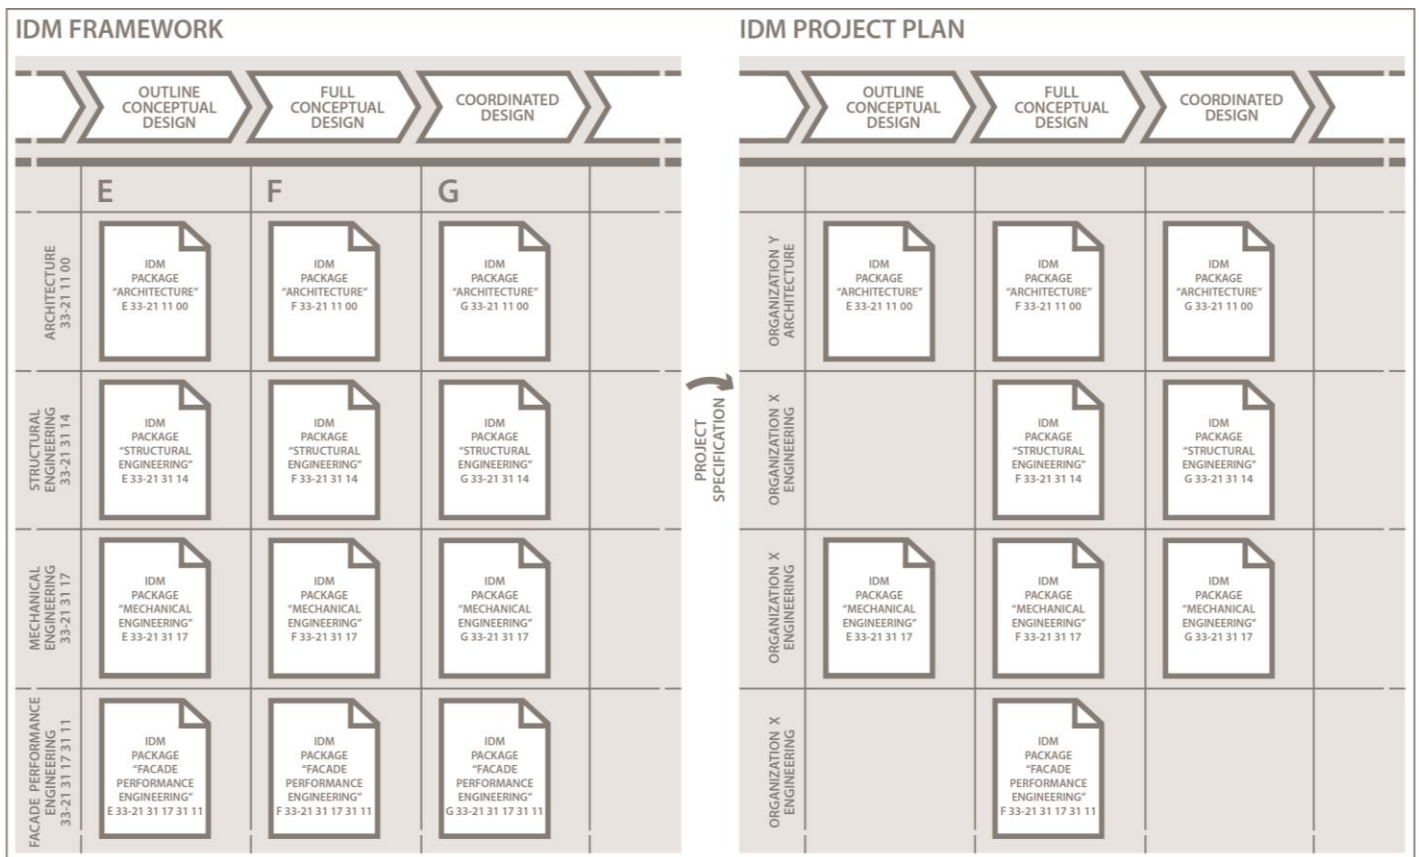 IDM FRAMEWORK
OUTLINE
CONCEPTUAL
DESIGN
FULL
CONCEPTUAL
DESIGN
COORDINATED
DESIGN
E
F
G
ARCHITECTURE
33-21 11 00
IDM
PACKAGE
“ARCHITECTURE”
E 33-21 11 00
IDM
PACKAGE
“ARCHITECTURE”
F 33-21 11 00
IDM
PACKAGE
“ARCHITECTURE”
G 33-21 11 00
STRUCTURAL
ENGINEERING
33-21 31 14
IDM
PACKAGE
“STRUCTURAL
ENGINEERING”
E 33-21 31 14
IDM
PACKAGE
“STRUCTURAL
ENGINEERING”
F 33-21 31 14
IDM
PACKAGE
“STRUCTURAL
ENGINEERING”
G 33-21 31 14
MECHANICAL
ENGINEERING
33-21 31 17
IDM
PACKAGE
“MECHANICAL
ENGINEERING”
E 33-21 31 17
IDM
PACKAGE
“MECHANICAL
ENGINEERING”
F 33-21 31 17
IDM
PACKAGE
“MECHANICAL
ENGINEERING”
G 33-21 31 17
FACADE PERFORMANCE
ENGINEERING
33-21 31 17 31 11
IDM
PACKAGE
“FACADE
PERFORMANCE
ENGINEERING”
E 33-21 31 17 31 11
IDM
PACKAGE
“FACADE
PERFORMANCE
ENGINEERING”
F 33-21 31 17 31 11
IDM
PACKAGE
“FACADE
PERFORMANCE
ENGINEERING”
G 33-21 31 17 31 11
PROJECT
SPECIFICATION
IDM PROJECT PLAN
OUTLINE
CONCEPTUAL
DESIGN
FULL
CONCEPTUAL
DESIGN
COORDINATED
DESIGN
ORGANIZATION Y
ARCHITECTURE
IDM
PACKAGE
“ARCHITECTURE”
E 33-21 11 00
IDM
PACKAGE
“ARCHITECTURE”
F 33-21 11 00
IDM
PACKAGE
“ARCHITECTURE”
G 33-21 11 00
ORGANIZATION X
ENGINEERING
IDM
PACKAGE
“STRUCTURAL
ENGINEERING”
F 33-21 31 14
IDM
PACKAGE
“STRUCTURAL
ENGINEERING”
G 33-21 31 14
ORGANIZATION X
ENGINEERING
IDM
PACKAGE
“MECHANICAL
ENGINEERING”
E 33-21 31 17
IDM
PACKAGE
“MECHANICAL
ENGINEERING”
F 33-21 31 17
IDM
PACKAGE
“MECHANICAL
ENGINEERING”
G 33-21 31 17
ORGANIZATION X
ENGINEERING
IDM
PACKAGE
“FACADE
PERFORMANCE
ENGINEERING”
F 33-21 31 17 31 11